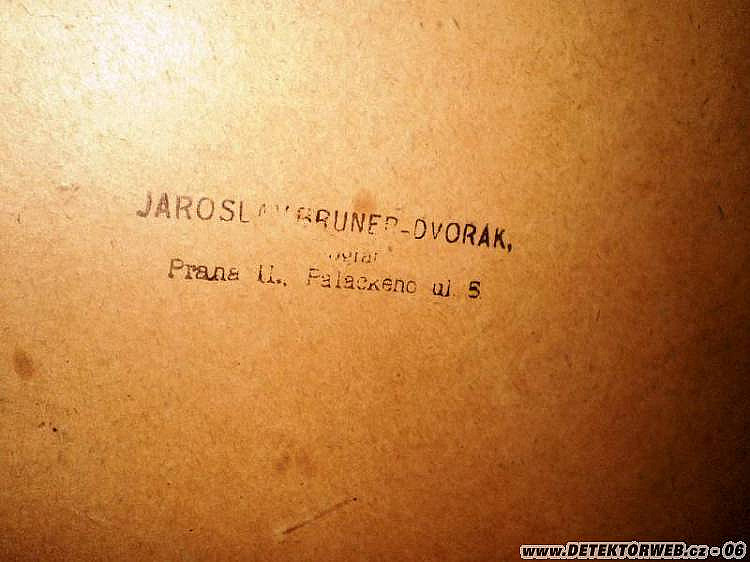 JAROSLAV BRUNER-DVORAK,
Praha II., Palackeho ul. 5
www.DETEKTORWEB.cz - 06